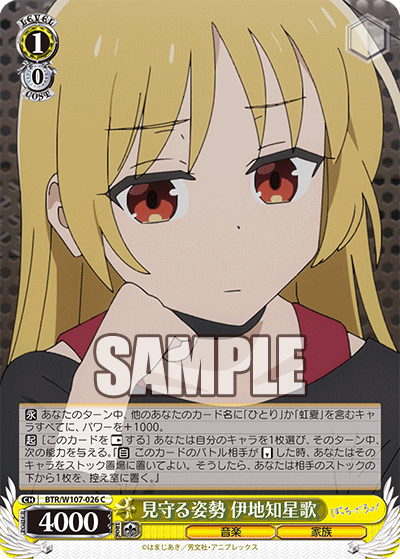 LEVEL
1
0
COST
SAMPLE
永 あなたのターン中、他のあなたのカード名に「ひとり」か「虹夏」を含むキャ
ラすべてに、パワーを+1000。
起 [このカードをする] あなたは自分のキャラを1枚選び、そのターン中、
次の能力を与える。『自 このカードのバトル相手がした時、あなたはそのキャ
ラをストック置場に置いてよい。そうしたら、あなたは相手のストックの下
から1枚を、控え室に置く。』
CH BTR/W107-026 C
見守る姿勢 伊地知星歌
ぼっち・ざ・ろっく!
POWER
4000
音楽
家族
©はまじあき/芳文社・アニプレックス